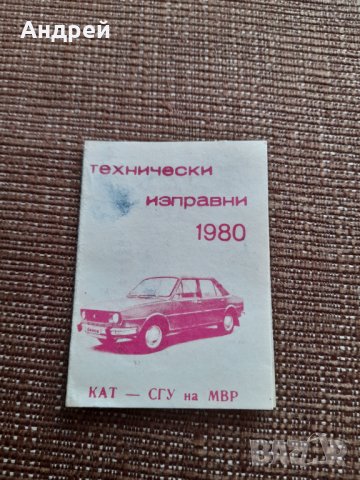 Андрей
технически
изправни
1980
КАТ — СГУ на МВР